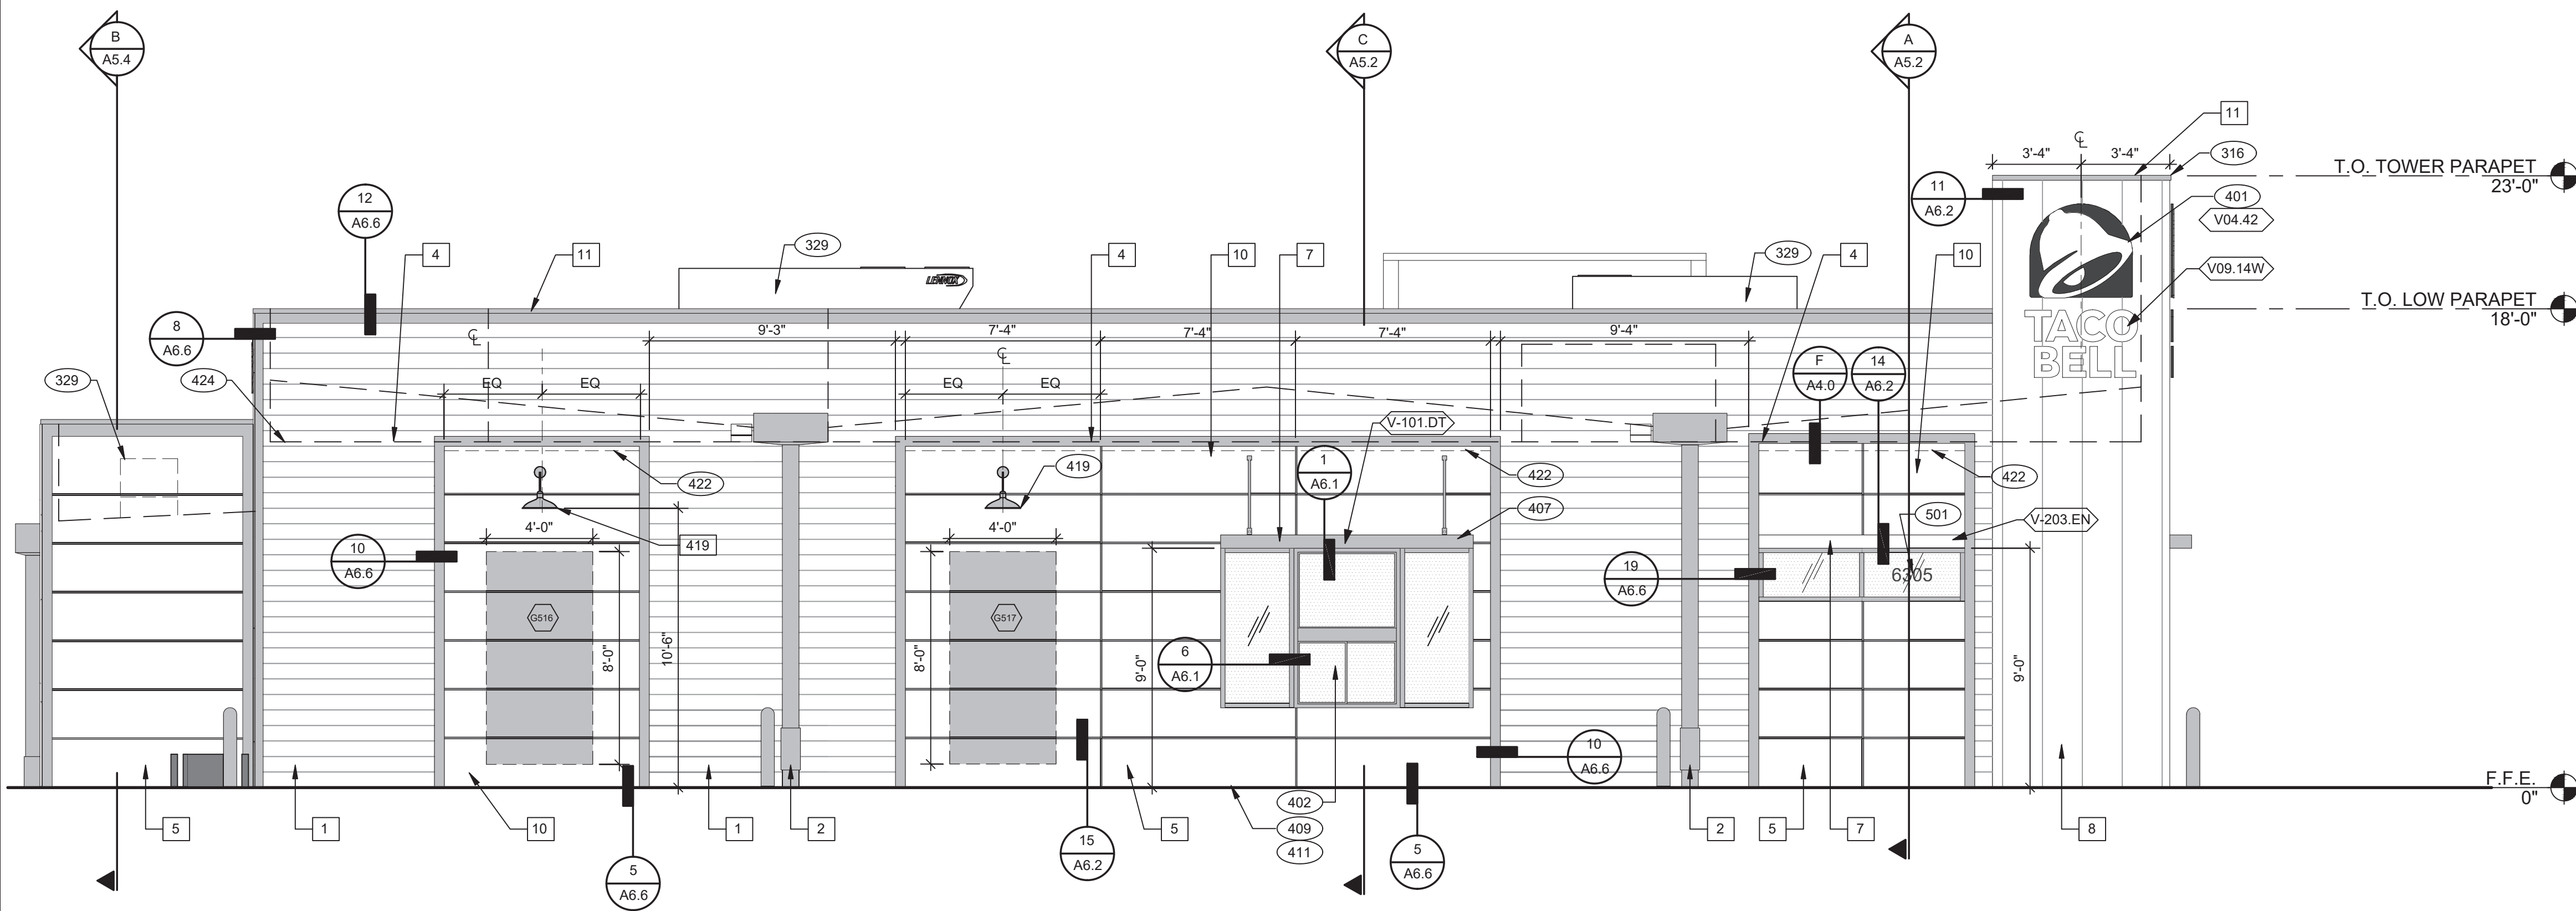 B
A5.4
C
A5.2
A
A5.2
11
3'-4"
CL
3'-4"
316
T.O. TOWER PARAPET
23'-0"
12
A6.6
11
A6.2
401
V04.42
4
11
329
4
10
7
329
4
10
V09.14W
LENNOX
T.O. LOW PARAPET
18'-0"
8
A6.6
CL
9'-3"
7'-4"
7'-4"
7'-4"
9'-4"
CL
TACO
BELL
329
424
EQ
EQ
EQ
EQ
F
A4.0
14
A6.2
V-101.DT
422
419
1
A6.1
422
422
407
501
V-203.EN
4'-0"
4'-0"
419
10
A6.6
19
A6.6
6305
G516
G517
8'-0"
10'-6"
8'-0"
9'-0"
6
A6.1
9'-0"
10
A6.6
F.F.E.
0"
402
5
1
10
1
2
5
409
2
5
7
8
411
15
A6.2
5
A6.6
5
A6.6